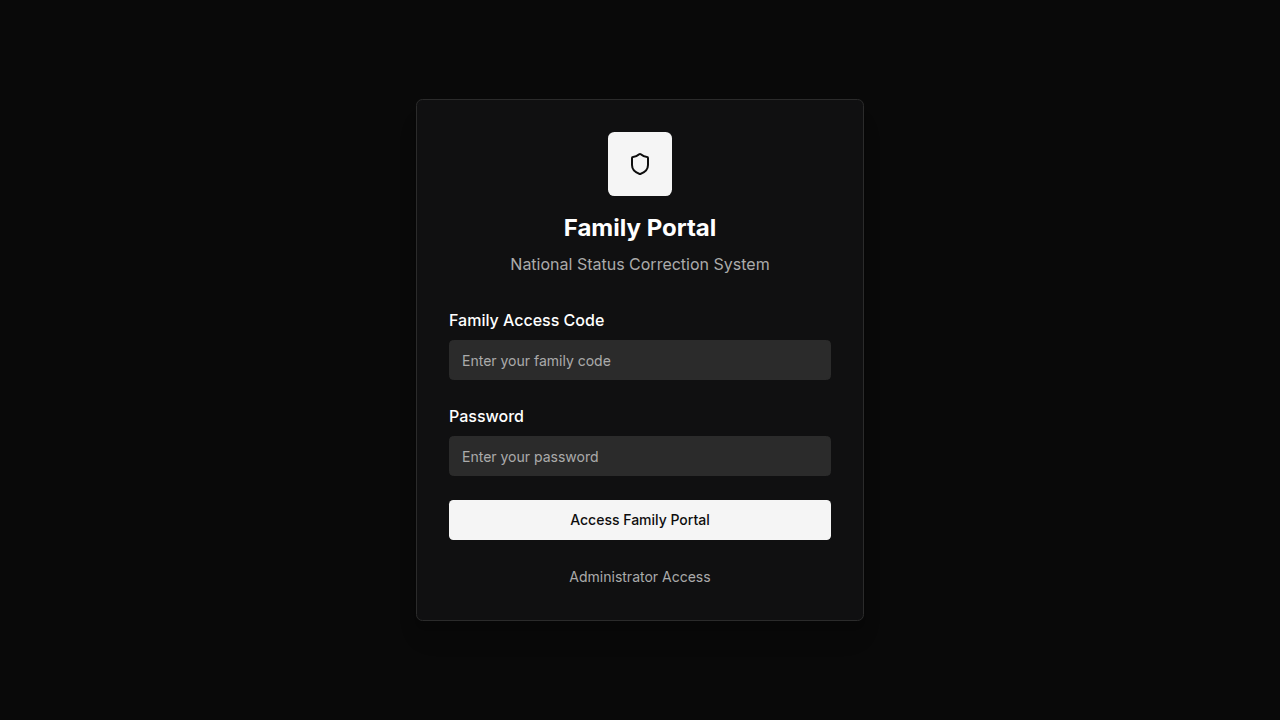 Family Portal
National Status Correction System
Family Access Code
Enter your family code
Password
Enter your password
Access Family Portal
Administrator Access